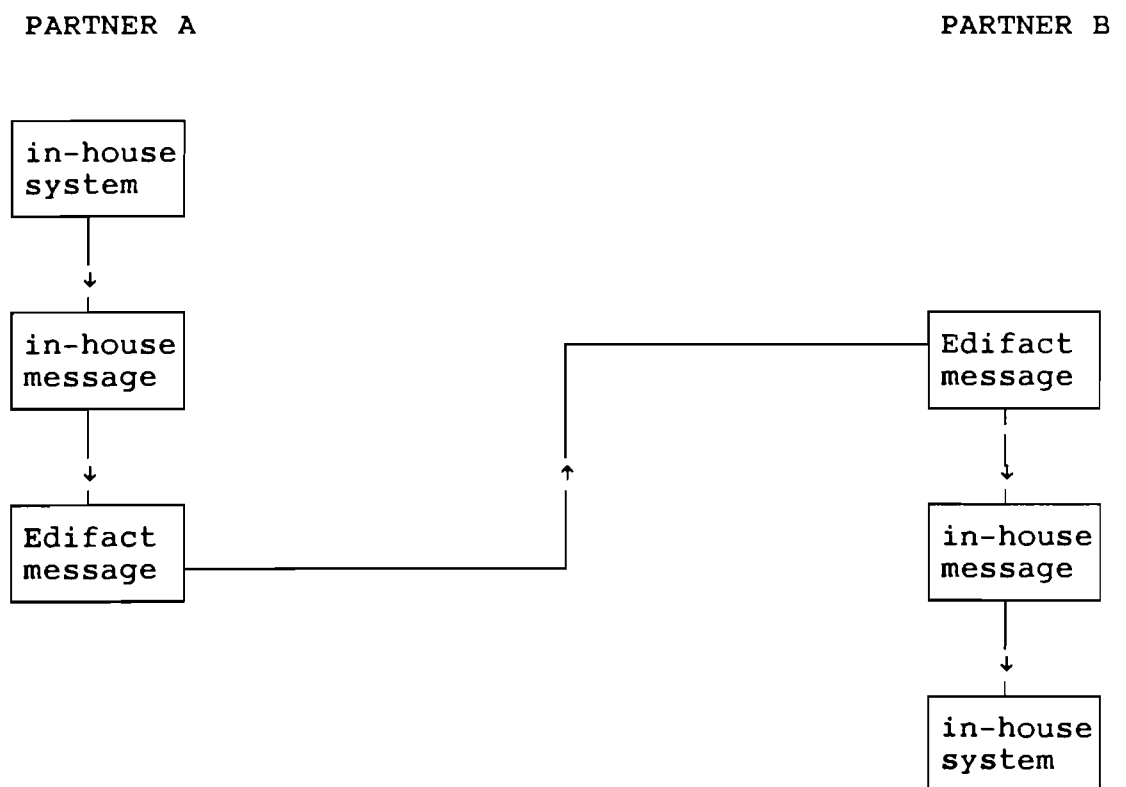 PARTNER A
PARTNER B
in-house
system
in-house
message
Edifact
message
Edifact
message
in-house
message
in-house
system